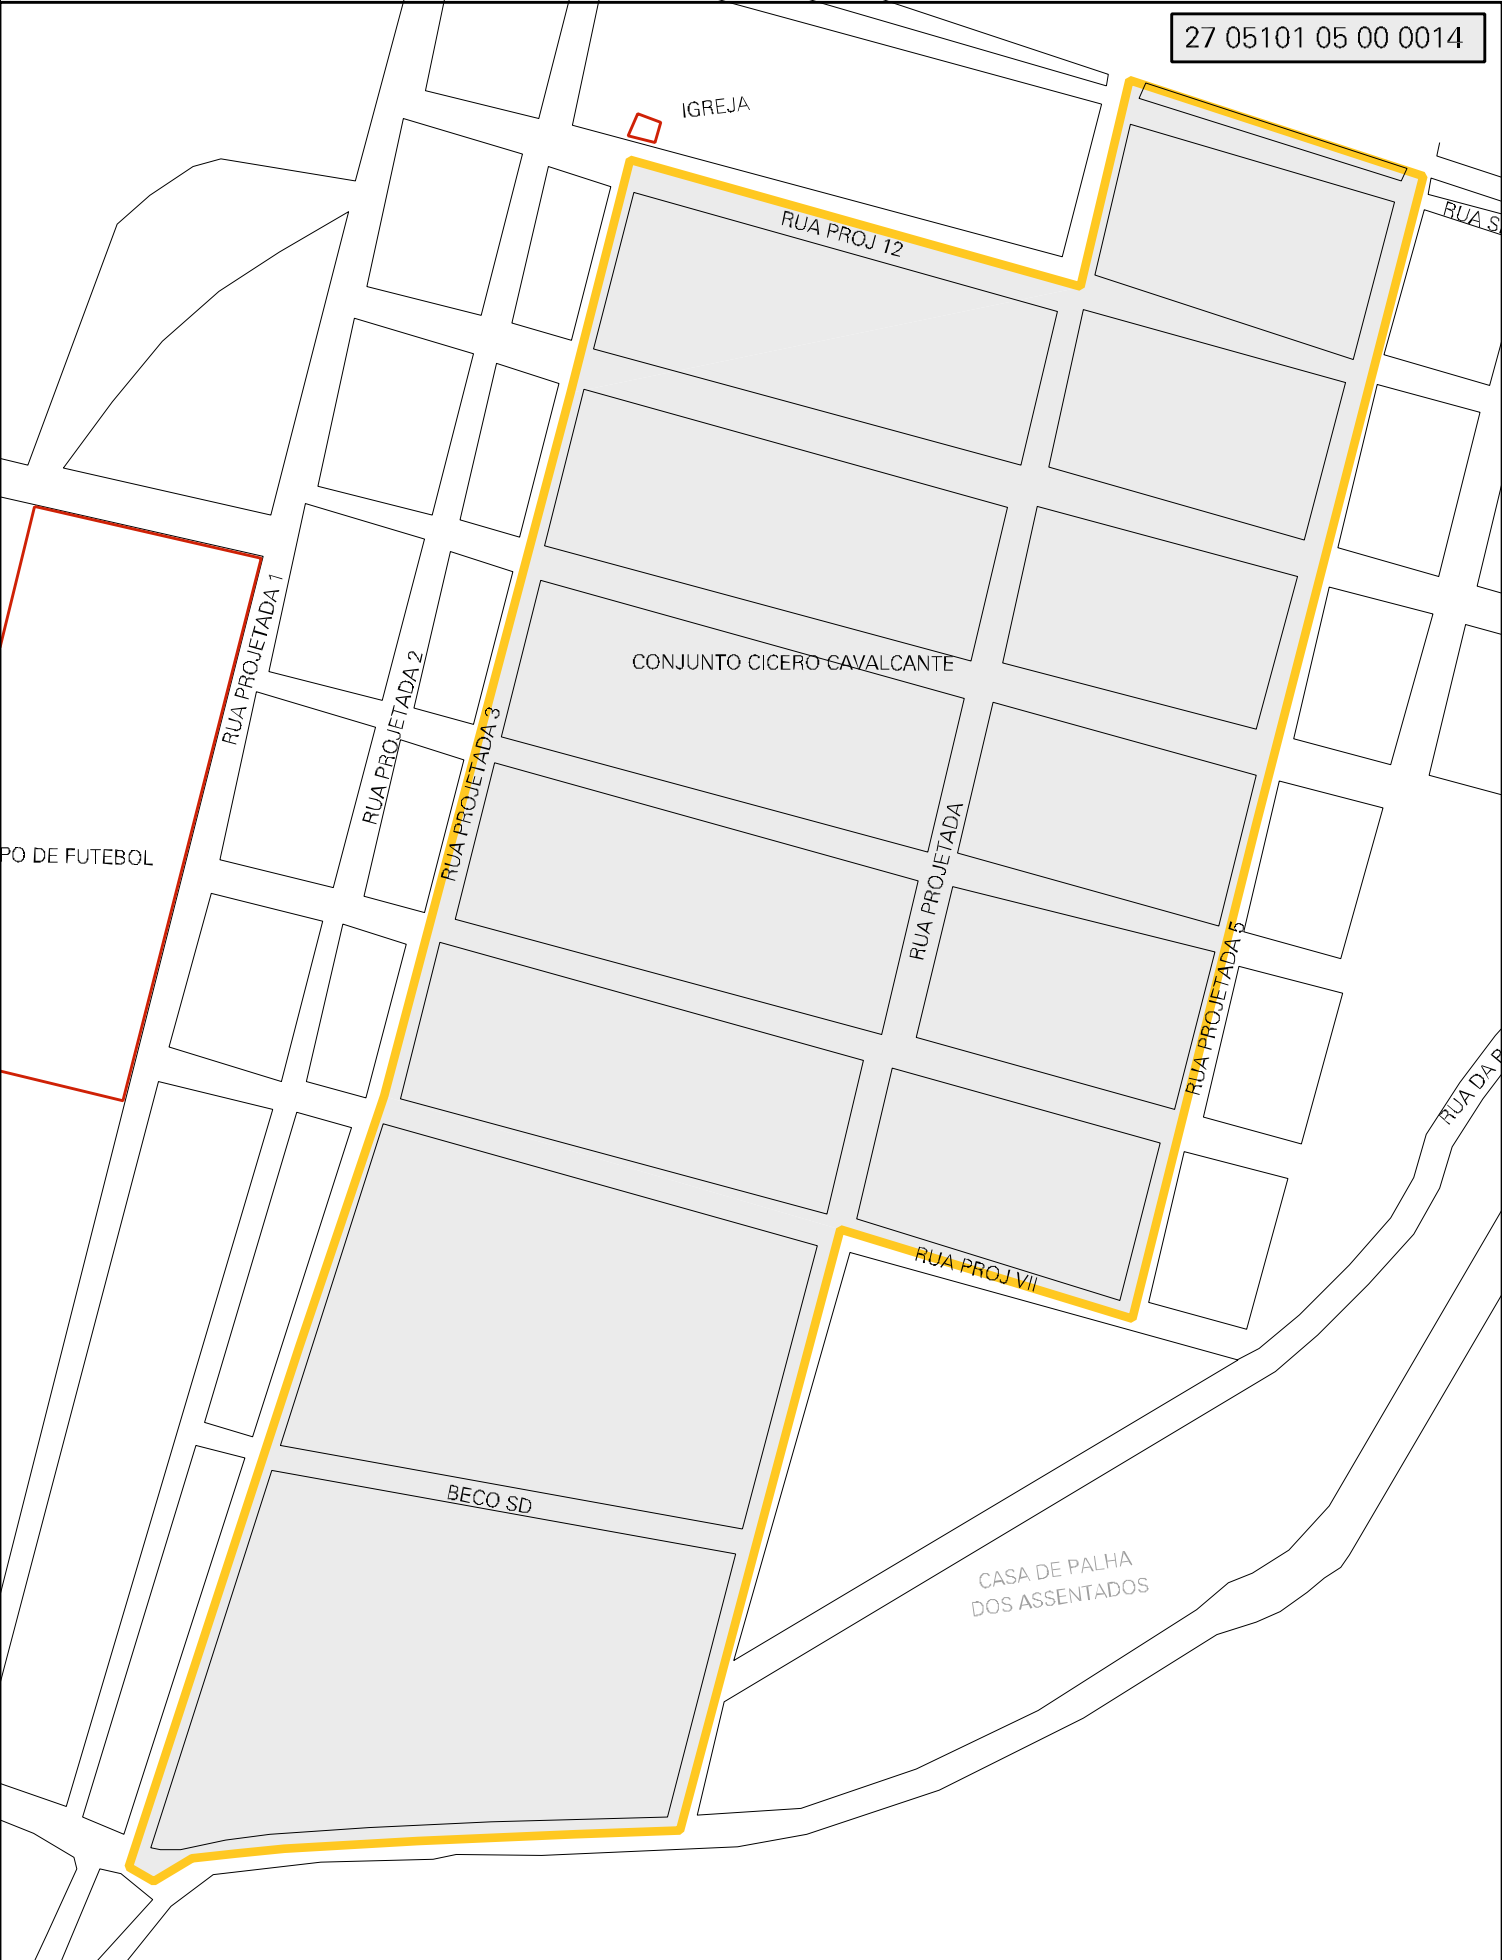 27 05101 05 00 0014
IGREJA
RUA S
RUA PROJ 12
RUA PROJETADA 1
RUA PROJETADA 2
CONJUNTO CICERO CAVALCANTE
RUA PROJETADA 3
RUA PROJETADA
PO DE FUTEBOL
RUA PROJETADA 5
RUA DA
RUA PROJ VII
BECO SD
CASA DE PALHA
DOS ASSENTADOS